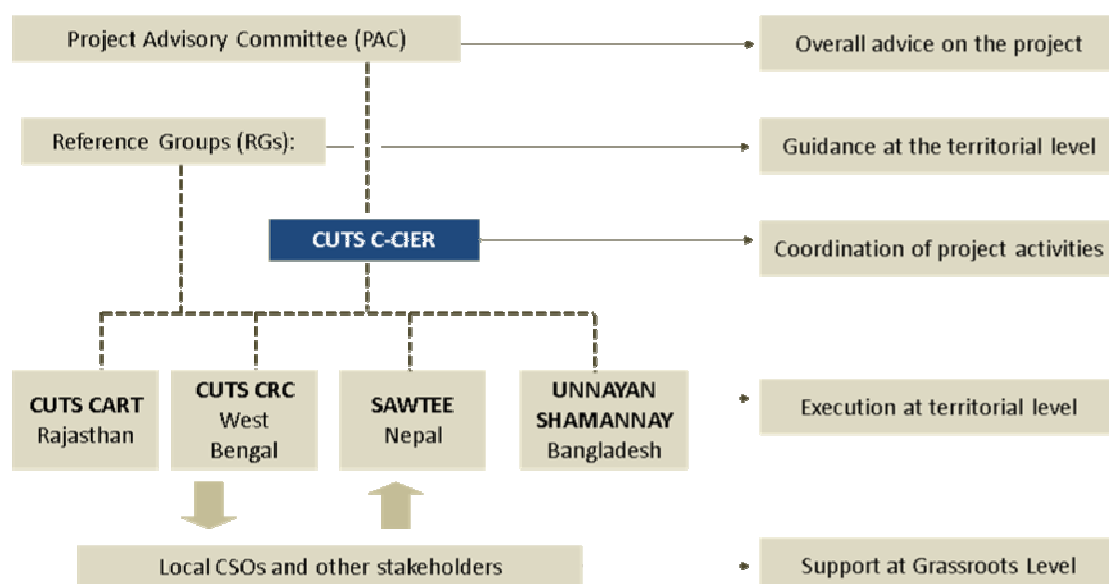 Project Advisory Committee (PAC)
Overall advice on the project
Reference Groups (RGs):
Guidance at the territorial level
CUTS C-CIER
Coordination of project activities
CUTS CART
Rajasthan
CUTS CRC
West
Bengal
SAWTEE
Nepal
UNNAYAN
SHAMANNAY
Bangladesh
Execution at territorial level
Local CSOs and other stakeholders
Support at Grassroots Level